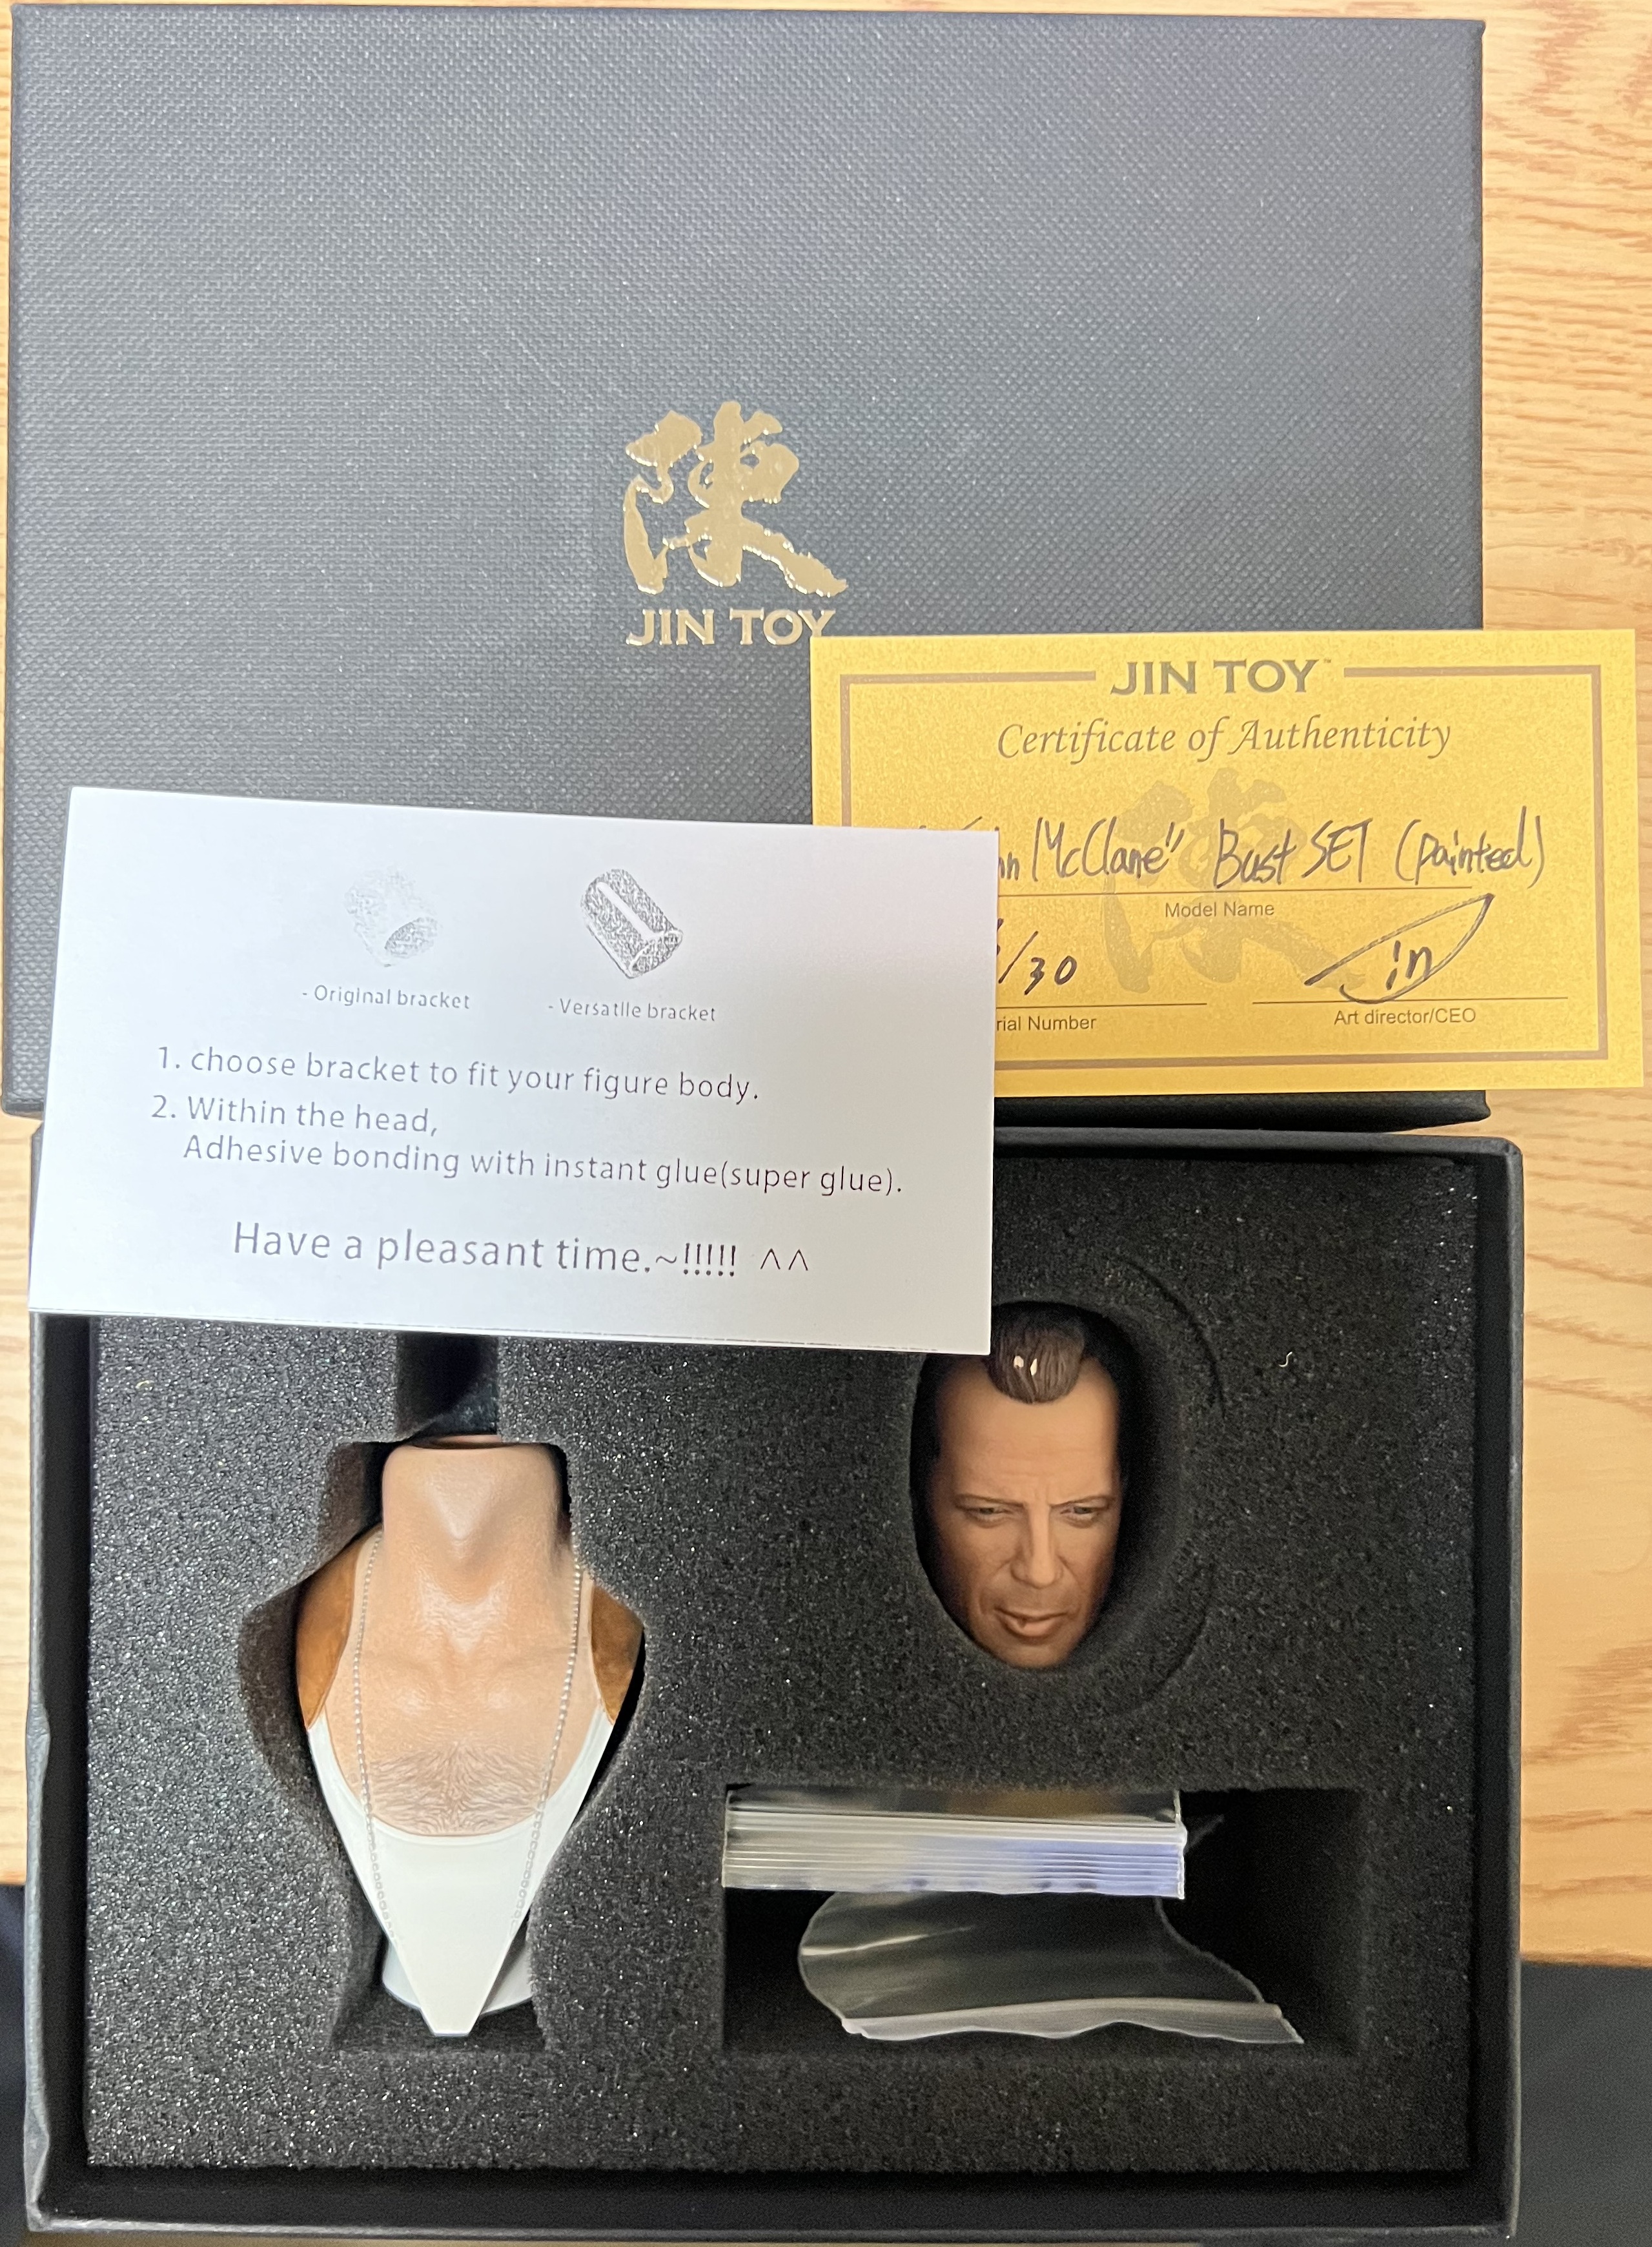 陳
JIN TOY
JIN TOY™
Certificate of Authenticity
McClane" Bust SET (painted)
Model Name
/30
in
rial Number
Art director/CEO
- Original bracket
- Versatile bracket
1. choose bracket to fit your figure body.
2. Within the head,
Adhesive bonding with instant glue(super glue).
Have a pleasant time.~!!!!! ^^